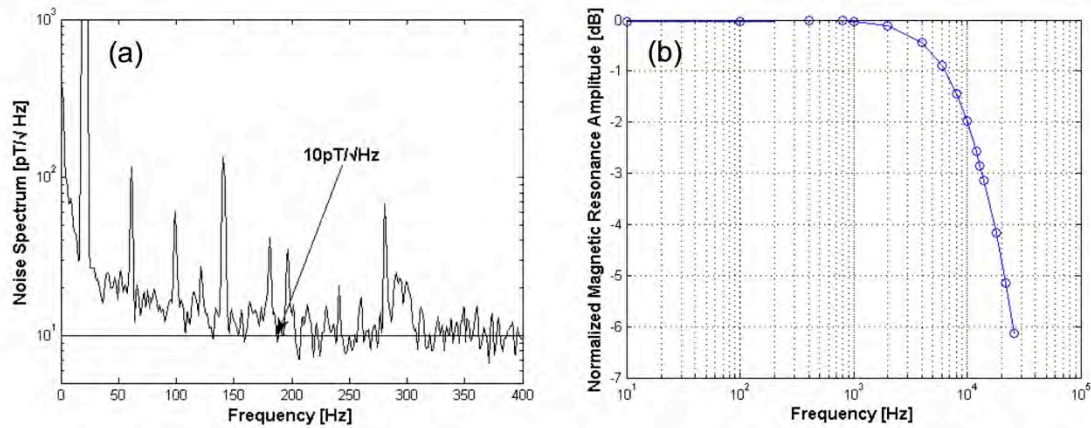 (a)
Noise Spectrum [pT/√ Hz]
10³
10²
10¹
10pT/√Hz
0 50 100 150 200 250 300 350 400
Frequency [Hz]
(b)
Normalized Magnetic Resonance Amplitude [dB]
0
-1
-2
-3
-4
-5
-6
-7
10¹ 10² 10³ 10⁴ 10⁵
Frequency [Hz]